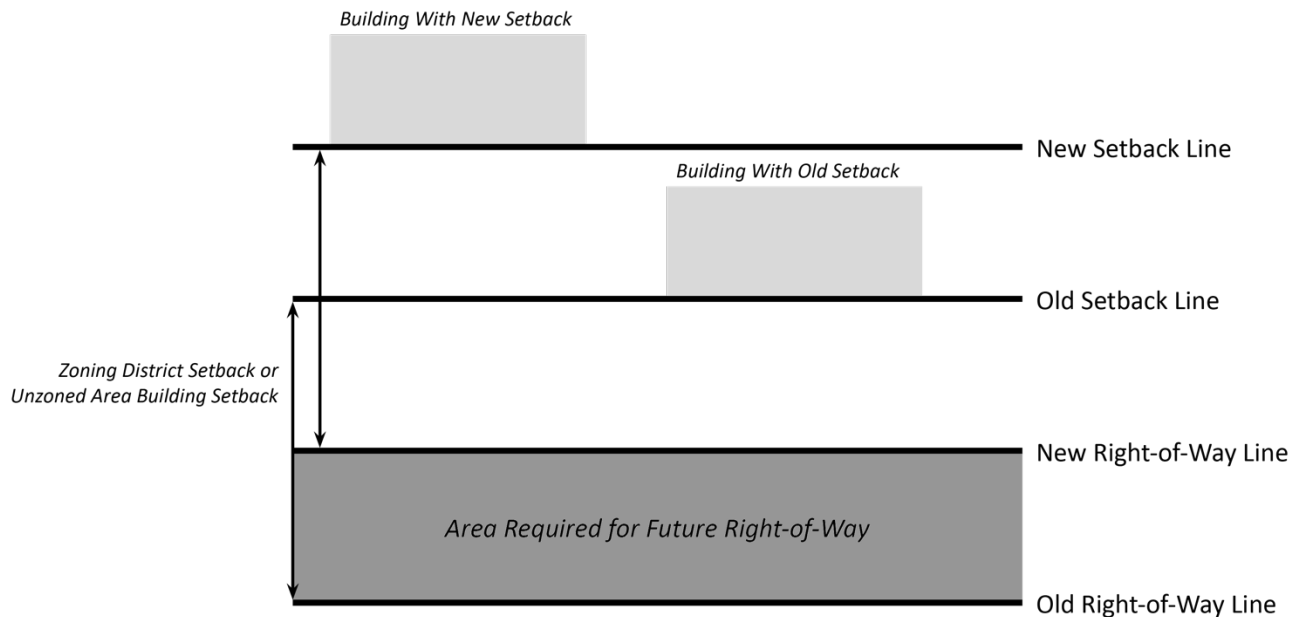 Building With New Setback
New Setback Line
Building With Old Setback
Old Setback Line
Zoning District Setback or
Unzoned Area Building Setback
New Right-of-Way Line
Area Required for Future Right-of-Way
Old Right-of-Way Line